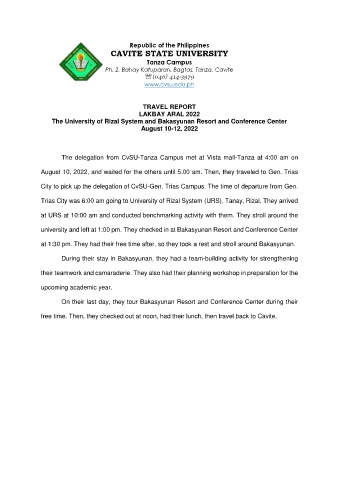 Republic of the Philippines
CAVITE STATE UNIVERSITY
Tanza Campus
Ph. 2, Bahay Katuparan, Bagtas, Tanza, Cavite
☎ (046) 414-3979
www.cvsu.edu.ph
TRAVEL REPORT
LAKBAY ARAL 2022
The University of Rizal System and Bakasyunan Resort and Conference Center
August 10-12, 2022
The delegation from CvSU-Tanza Campus met at Vista mall-Tanza at 4:00 am on
August 10, 2022, and waited for the others until 5:00 am. Then, they traveled to Gen. Trias
City to pick up the delegation of CvSU-Gen. Trias Campus. The time of departure from Gen.
Trias City was 6:00 am going to University of Rizal System (URS), Tanay, Rizal. They arrived
at URS at 10:00 am and conducted benchmarking activity with them. They stroll around the
university and left at 1:00 pm. They checked in at Bakasyunan Resort and Conference Center
at 1:30 pm. They had their free time after, so they took a rest and stroll around Bakasyunan.
During their stay in Bakasyunan, they had a team-building activity for strengthening
their teamwork and camaraderie. They also had their planning workshop in preparation for the
upcoming academic year.
On their last day, they tour Bakasyunan Resort and Conference Center during their
free time. Then, they checked out at noon, had their lunch, then travel back to Cavite.